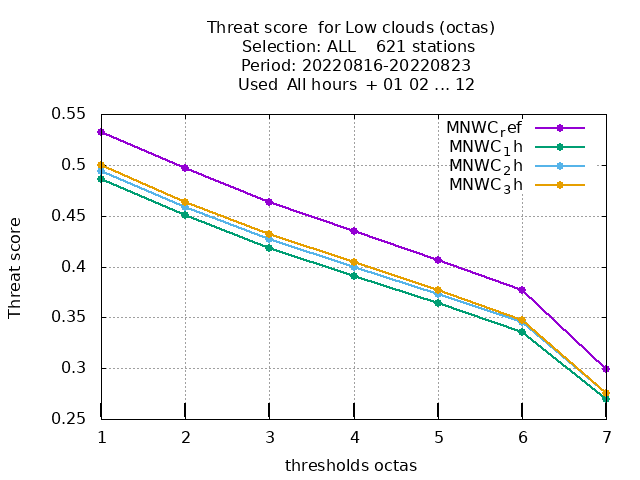 Threat score  for Low clouds (octas)
Selection: ALL    621 stations
Period: 20220816-20220823
Used  All hours  + 01 02 ... 12
0.55
0.5
0.45
0.4
0.35
0.3
0.25
Threat score
MNWC_ref
MNWC_1h
MNWC_2h
MNWC_3h
1 2 3 4 5 6 7
thresholds octas